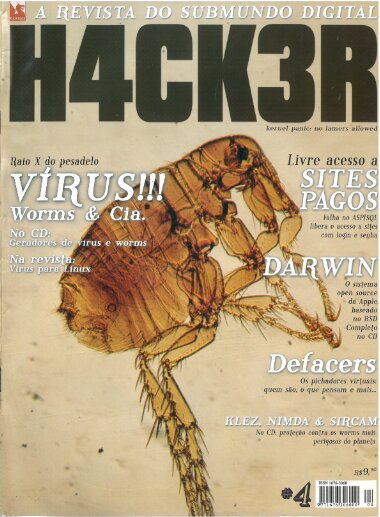 A REVISTA DO SUBMUNDO DIGITAL
H4CK3R
kernel panic: no lamers allowed
Raio X do pesadelo
VÍRUS!!!
Worms & Cia.
No CD:
Geradores de vírus e worms
Na revista:
Vírus para Linux
Livre acesso a
SITES
PAGOS
Falha no ASP/SQL
libera o acesso a sites
com login e senha
DARWIN
O sistema
open source
da Apple,
baseado
no BSD
Completo
no CD
Defacers
Os pichadores virtuais:
quem são, o que pensam e mais...
KLEZ, NIMDA & SIRCAM
No CD: proteção contra os worms mais
perigosos do planeta
R$9,90
#4
ISSN
04